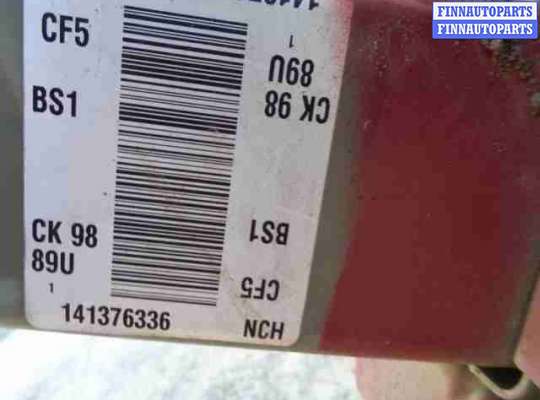 FINNAUTOPARTS
FINNAUTOPARTS
CF5
1
CK 98
89U
BS1
CK 98
89U
BS1
CF5
1
141376336
NCH